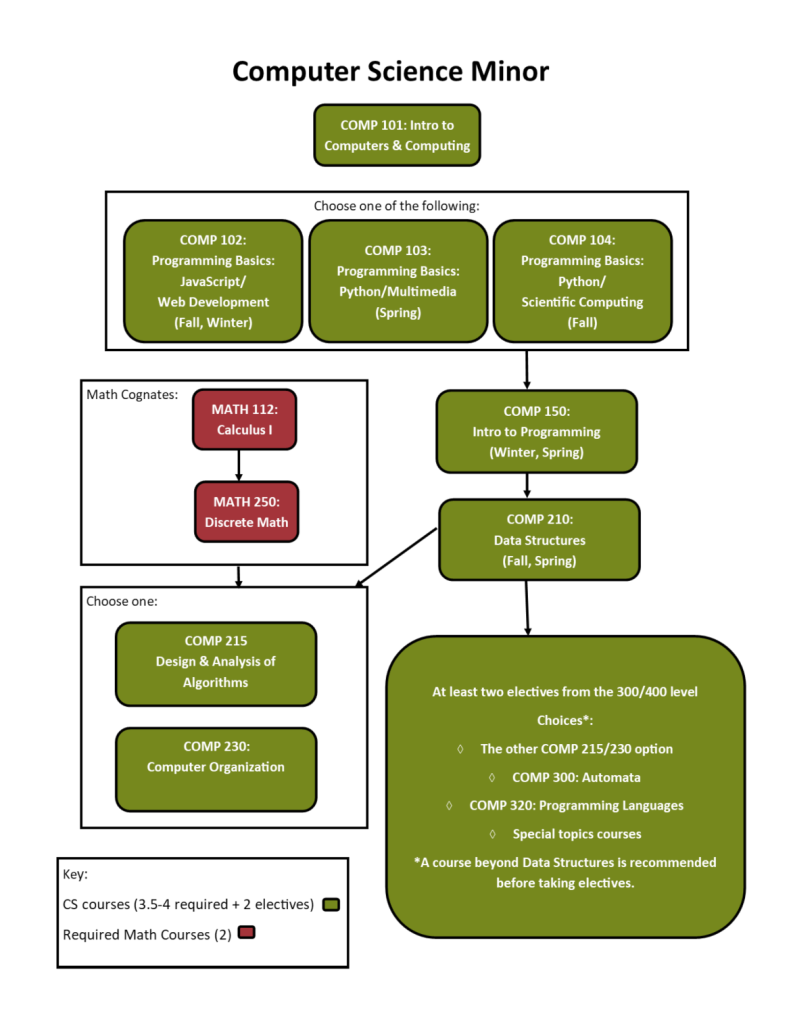 Computer Science Minor
COMP 101: Intro to
Computers & Computing
Choose one of the following:
COMP 102:
Programming Basics:
JavaScript/
Web Development
(Fall, Winter)
COMP 103:
Programming Basics:
Python/Multimedia
(Spring)
COMP 104:
Programming Basics:
Python/
Scientific Computing
(Fall)
Math Cognates:
MATH 112:
Calculus I
MATH 250:
Discrete Math
COMP 150:
Intro to Programming
(Winter, Spring)
COMP 210:
Data Structures
(Fall, Spring)
Choose one:
COMP 215
Design & Analysis of
Algorithms
COMP 230:
Computer Organization
At least two electives from the 300/400 level
Choices*:
◊ The other COMP 215/230 option
◊ COMP 300: Automata
◊ COMP 320: Programming Languages
◊ Special topics courses
*A course beyond Data Structures is recommended
before taking electives.
Key:
CS courses (3.5-4 required + 2 electives)
Required Math Courses (2)